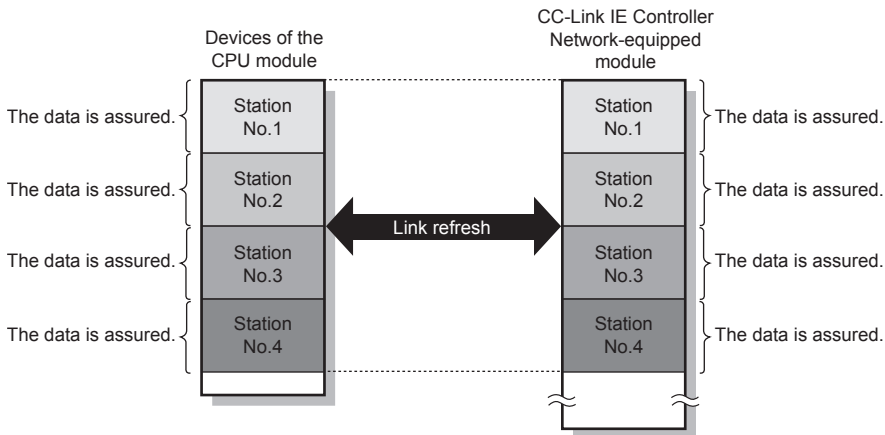 Devices of the
CPU module
CC-Link IE Controller
Network-equipped
module
The data is assured.
Station
No.1
Station
No.1
The data is assured.
The data is assured.
Station
No.2
Station
No.2
The data is assured.
Link refresh
The data is assured.
Station
No.3
Station
No.3
The data is assured.
The data is assured.
Station
No.4
Station
No.4
The data is assured.